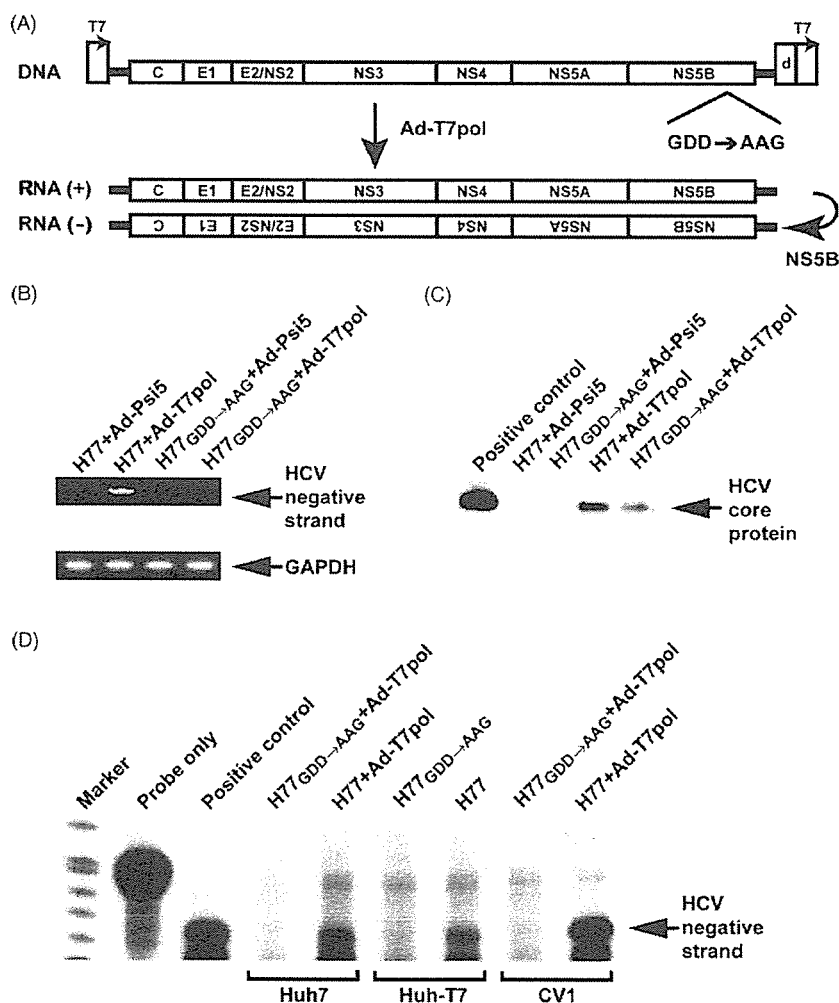 (A)
T7
T7
DNA
C E1 E2/NS2 NS3 NS4 NS5A NS5B
d
Ad-T7pol
GDD→AAG
RNA (+)
C E1 E2/NS2 NS3 NS4 NS5A NS5B
RNA (−)
C E1 E2/NS2 NS3 NS4 NS5A NS5B
NS5B
(B)
H77+Ad-Psi5
H77+Ad-T7pol
H77GDD→AAG+Ad-Psi5
H77GDD→AAG+Ad-T7pol
HCV
negative
strand
GAPDH
(C)
Positive control
H77+Ad-Psi5
H77GDD→AAG+Ad-Psi5
H77+Ad-T7pol
H77GDD→AAG+Ad-T7pol
HCV
core
protein
(D)
Marker
Probe only
Positive control
H77GDD→AAG+Ad-T7pol
H77+Ad-T7pol
H77GDD→AAG
H77
H77GDD→AAG+Ad-T7pol
H77+Ad-T7pol
HCV
negative
strand
Huh7
Huh-T7
CV1